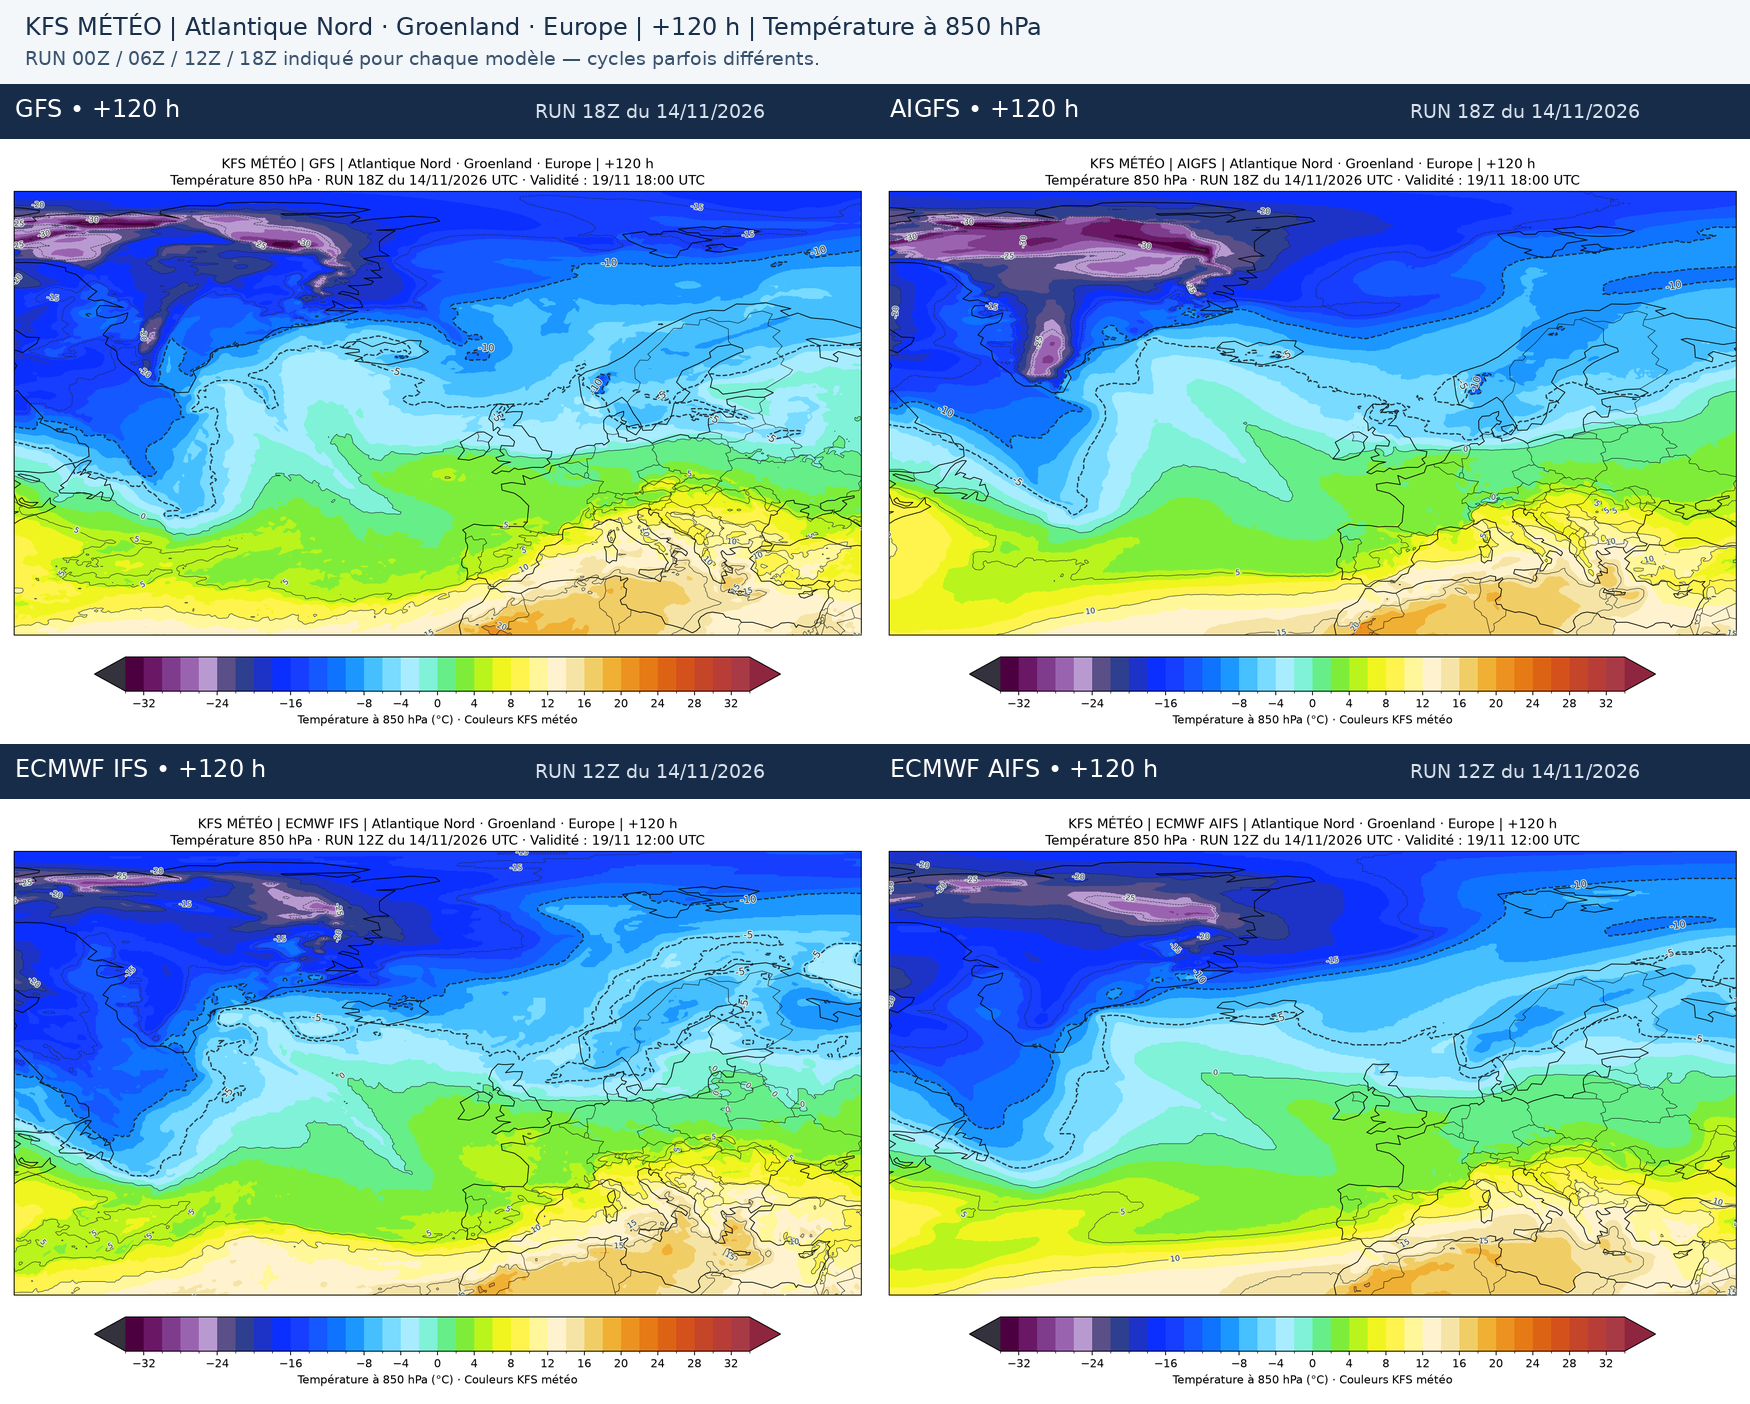 KFS MÉTÉO | Atlantique Nord · Groenland · Europe | +120 h | Température à 850 hPa
RUN 00Z / 06Z / 12Z / 18Z indiqué pour chaque modèle — cycles parfois différents.
GFS • +120 h
RUN 18Z du 14/11/2026
AIGFS • +120 h
RUN 18Z du 14/11/2026
KFS MÉTÉO | GFS | Atlantique Nord · Groenland · Europe | +120 h
Température 850 hPa · RUN 18Z du 14/11/2026 UTC · Validité : 19/11 18:00 UTC
KFS MÉTÉO | AIGFS | Atlantique Nord · Groenland · Europe | +120 h
Température 850 hPa · RUN 18Z du 14/11/2026 UTC · Validité : 19/11 18:00 UTC
−32 −24 −16 −8 −4 0 4 8 12 16 20 24 28 32
Température à 850 hPa (°C) · Couleurs KFS météo
−32 −24 −16 −8 −4 0 4 8 12 16 20 24 28 32
Température à 850 hPa (°C) · Couleurs KFS météo
ECMWF IFS • +120 h
RUN 12Z du 14/11/2026
ECMWF AIFS • +120 h
RUN 12Z du 14/11/2026
KFS MÉTÉO | ECMWF IFS | Atlantique Nord · Groenland · Europe | +120 h
Température 850 hPa · RUN 12Z du 14/11/2026 UTC · Validité : 19/11 12:00 UTC
KFS MÉTÉO | ECMWF AIFS | Atlantique Nord · Groenland · Europe | +120 h
Température 850 hPa · RUN 12Z du 14/11/2026 UTC · Validité : 19/11 12:00 UTC
−32 −24 −16 −8 −4 0 4 8 12 16 20 24 28 32
Température à 850 hPa (°C) · Couleurs KFS météo
−32 −24 −16 −8 −4 0 4 8 12 16 20 24 28 32
Température à 850 hPa (°C) · Couleurs KFS météo